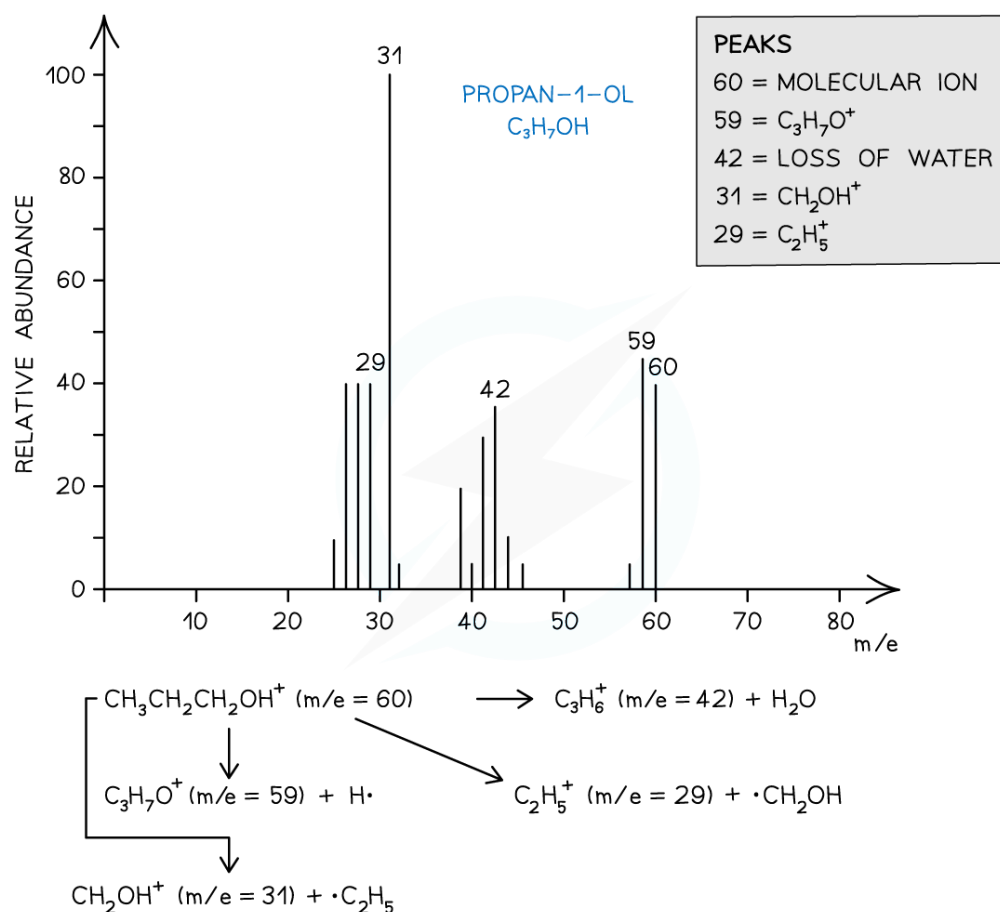 PROPAN-1-OL
C₃H₇OH
PEAKS
60 = MOLECULAR ION
59 = C₃H₇O⁺
42 = LOSS OF WATER
31 = CH₂OH⁺
29 = C₂H₅⁺
RELATIVE ABUNDANCE
100
80
60
40
20
0
29
31
42
59
60
10 20 30 40 50 60 70 80
m/e
CH₃CH₂CH₂OH⁺ (m/e = 60) → C₃H₆⁺ (m/e = 42) + H₂O
C₃H₇O⁺ (m/e = 59) + H•
C₂H₅⁺ (m/e = 29) + •CH₂OH
CH₂OH⁺ (m/e = 31) + •C₂H₅